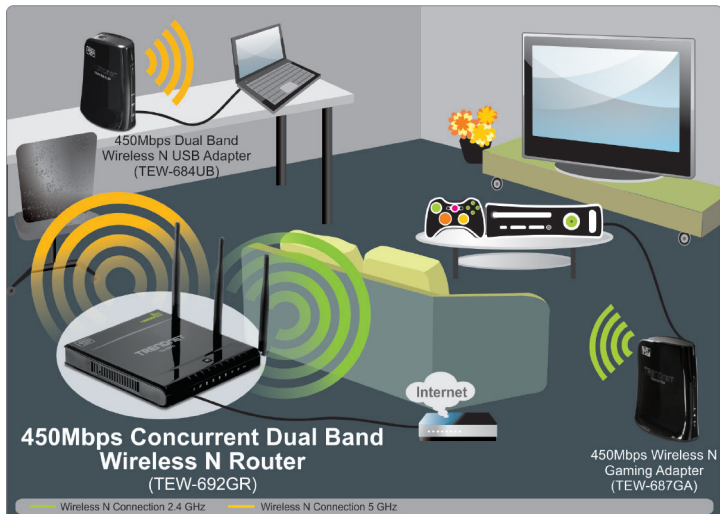 450Mbps Dual Band
Wireless N USB Adapter
(TEW-684UB)
TRENDNET
Internet
450Mbps Concurrent Dual Band
Wireless N Router
(TEW-692GR)
450Mbps Wireless N
Gaming Adapter
(TEW-687GA)
Wireless N Connection 2.4 GHz
Wireless N Connection 5 GHz